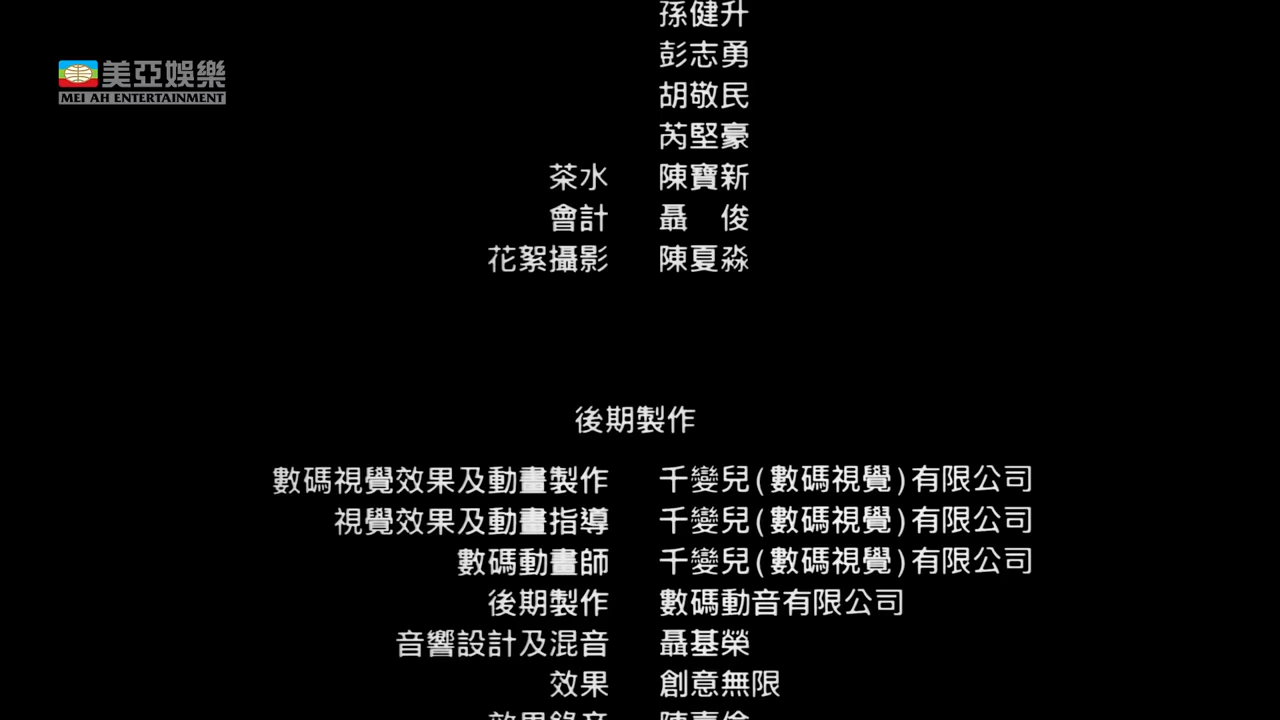 孫健升
彭志勇
美亞娛樂
MEI AH ENTERTAINMENT
胡敬民
芮堅豪
茶水 陳寶新
會計 聶 俊
花絮攝影 陳夏淼
後期製作
數碼視覺效果及動畫製作 千變兒(數碼視覺)有限公司
視覺效果及動畫指導 千變兒(數碼視覺)有限公司
數碼動畫師 千變兒(數碼視覺)有限公司
後期製作 數碼動音有限公司
音響設計及混音 聶基榮
效果 創意無限